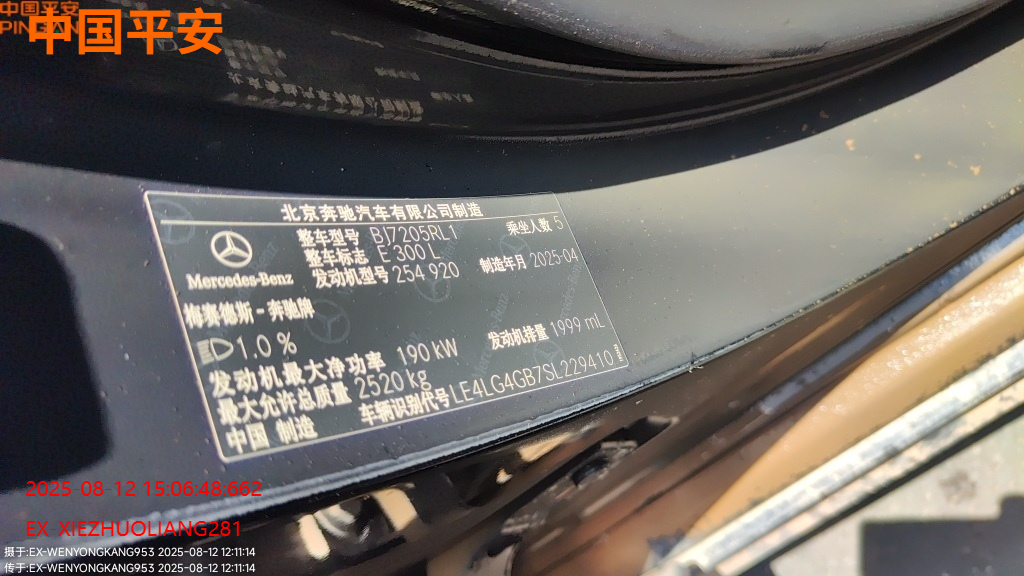 中国平安
PINGAN
中国平安
北京奔驰汽车有限公司制造
整车型号 BJ7205RL1 乘坐人数 5
整车标志 E 300 L
发动机型号 254 920 制造年月 2025-04
Mercedes-Benz
梅赛德斯-奔驰牌
1.0 %
发动机最大净功率 190 kW 发动机排量 1999 mL
最大允许总质量 2520 kg
中国 制造 车辆识别代号 LE4LG4GB7SL229410
2025-08-12 15:06:48:662
EX_XIEZHUOLIANG281
摄于:EX-WENYONGKANG953 2025-08-12 12:11:14
传于:EX-WENYONGKANG953 2025-08-12 12:11:14